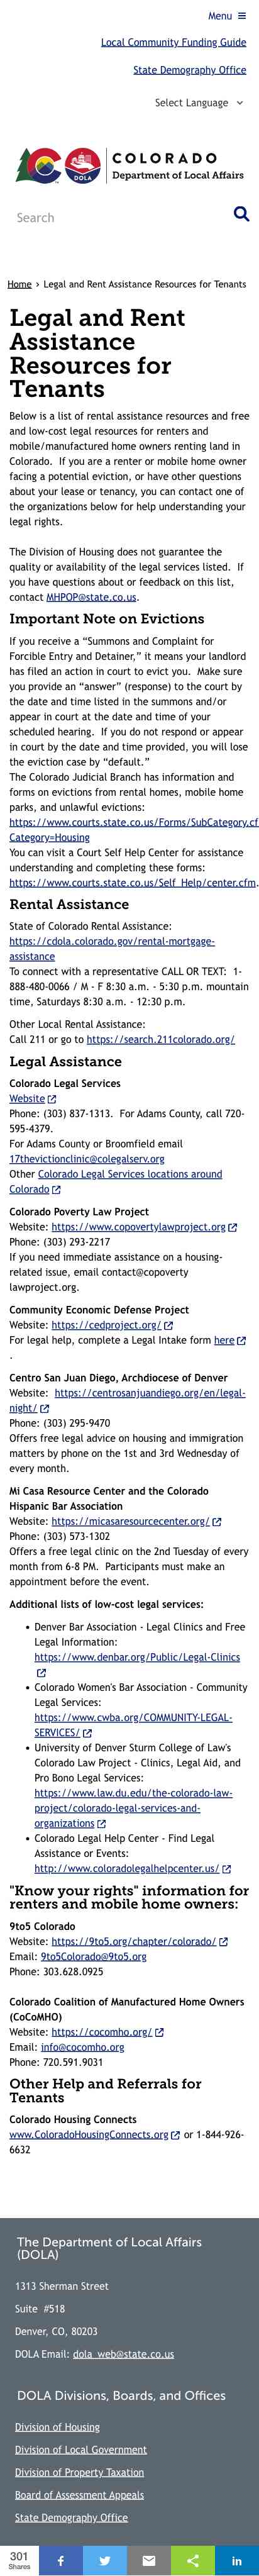 Menu ≡
Local Community Funding Guide
State Demography Office
Select Language
COLORADO
Department of Local Affairs
Search
Home › Legal and Rent Assistance Resources for Tenants
Legal and Rent
Assistance
Resources for
Tenants
Below is a list of rental assistance resources and free
and low-cost legal resources for renters and
mobile/manufactured home owners renting land in
Colorado. If you are a renter or mobile home owner
facing a potential eviction, or have other questions
about your lease or tenancy, you can contact one of
the organizations below for help understanding your
legal rights.
The Division of Housing does not guarantee the
quality or availability of the legal services listed. If
you have questions about or feedback on this list,
contact MHPOP@state.co.us.
Important Note on Evictions
If you receive a “Summons and Complaint for
Forcible Entry and Detainer,” it means your landlord
has filed an action in court to evict you. Make sure
you provide an “answer” (response) to the court by
the date and time listed in the summons and/or
appear in court at the date and time of your
scheduled hearing. If you do not respond or appear
in court by the date and time provided, you will lose
the eviction case by “default.”
The Colorado Judicial Branch has information and
forms on evictions from rental homes, mobile home
parks, and unlawful evictions:
https://www.courts.state.co.us/Forms/SubCategory.cf
Category=Housing
You can visit a Court Self Help Center for assistance
understanding and completing these forms:
https://www.courts.state.co.us/Self_Help/center.cfm.
Rental Assistance
State of Colorado Rental Assistance:
https://cdola.colorado.gov/rental-mortgage-
assistance
To connect with a representative CALL OR TEXT: 1-
888-480-0066 / M - F 8:30 a.m. - 5:30 p.m. mountain
time, Saturdays 8:30 a.m. - 12:30 p.m.
Other Local Rental Assistance:
Call 211 or go to https://search.211colorado.org/
Legal Assistance
Colorado Legal Services
Website
Phone: (303) 837-1313. For Adams County, call 720-
595-4379.
For Adams County or Broomfield email
17thevictionclinic@colegalserv.org
Other Colorado Legal Services locations around
Colorado
Colorado Poverty Law Project
Website: https://www.copovertylawproject.org
Phone: (303) 293-2217
If you need immediate assistance on a housing-
related issue, email contact@copoverty
lawproject.org.
Community Economic Defense Project
Website: https://cedproject.org/
For legal help, complete a Legal Intake form here
.
Centro San Juan Diego, Archdiocese of Denver
Website: https://centrosanjuandiego.org/en/legal-
night/
Phone: (303) 295-9470
Offers free legal advice on housing and immigration
matters by phone on the 1st and 3rd Wednesday of
every month.
Mi Casa Resource Center and the Colorado
Hispanic Bar Association
Website: https://micasaresourcecenter.org/
Phone: (303) 573-1302
Offers a free legal clinic on the 2nd Tuesday of every
month from 6-8 PM. Participants must make an
appointment before the event.
Additional lists of low-cost legal services:
• Denver Bar Association - Legal Clinics and Free
Legal Information:
https://www.denbar.org/Public/Legal-Clinics
• Colorado Women's Bar Association - Community
Legal Services:
https://www.cwba.org/COMMUNITY-LEGAL-
SERVICES/
• University of Denver Sturm College of Law's
Colorado Law Project - Clinics, Legal Aid, and
Pro Bono Legal Services:
https://www.law.du.edu/the-colorado-law-
project/colorado-legal-services-and-
organizations
• Colorado Legal Help Center - Find Legal
Assistance or Events:
http://www.coloradolegalhelpcenter.us/
"Know your rights" information for
renters and mobile home owners:
9to5 Colorado
Website: https://9to5.org/chapter/colorado/
Email: 9to5Colorado@9to5.org
Phone: 303.628.0925
Colorado Coalition of Manufactured Home Owners
(CoCoMHO)
Website: https://cocomho.org/
Email: info@cocomho.org
Phone: 720.591.9031
Other Help and Referrals for
Tenants
Colorado Housing Connects
www.ColoradoHousingConnects.org or 1-844-926-
6632
The Department of Local Affairs
(DOLA)
1313 Sherman Street
Suite #518
Denver, CO, 80203
DOLA Email: dola_web@state.co.us
DOLA Divisions, Boards, and Offices
Division of Housing
Division of Local Government
Division of Property Taxation
Board of Assessment Appeals
State Demography Office
301
Shares